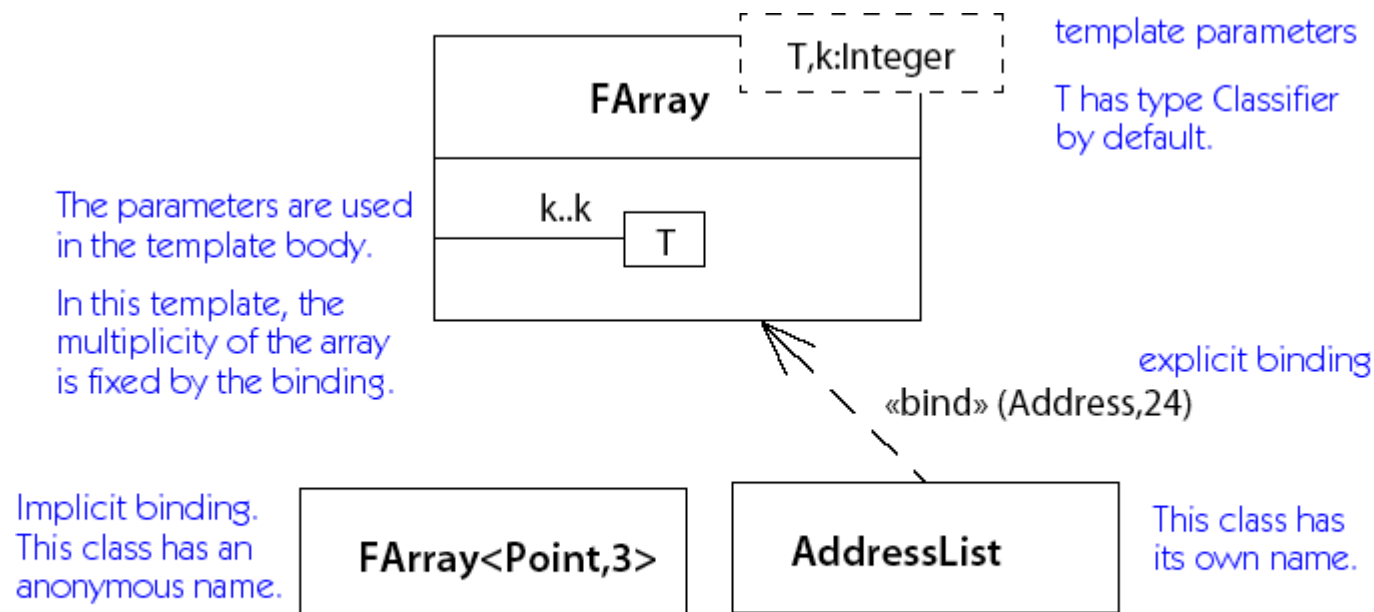 template parameters
T,k:Integer
FArray
T has type Classifier
by default.
The parameters are used
in the template body.
k..k
T
In this template, the
multiplicity of the array
is fixed by the binding.
explicit binding
«bind» (Address,24)
Implicit binding.
This class has an
anonymous name.
FArray<Point,3>
AddressList
This class has
its own name.